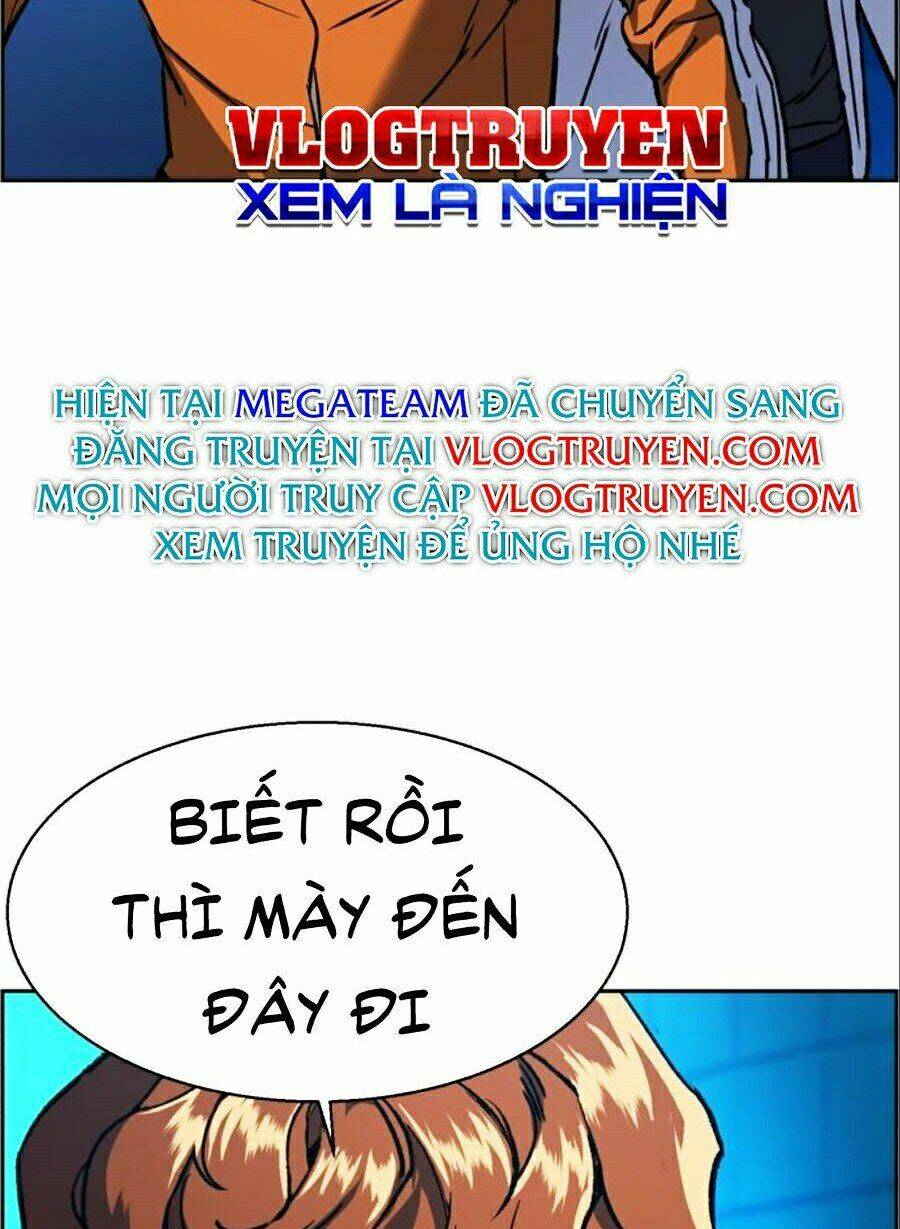 VLOGTRUYEN
XEM LÀ NGHIỆN
HIỆN TẠI MEGATEAM ĐÃ CHUYỂN SANG
ĐĂNG TRUYỆN TẠI VLOGTRUYEN.COM
MỌI NGƯỜI TRUY CẬP VLOGTRUYEN.COM
XEM TRUYỆN ĐỂ ỦNG HỘ NHÉ
BIẾT RỒI
THÌ MÀY ĐẾN
ĐÂY ĐI